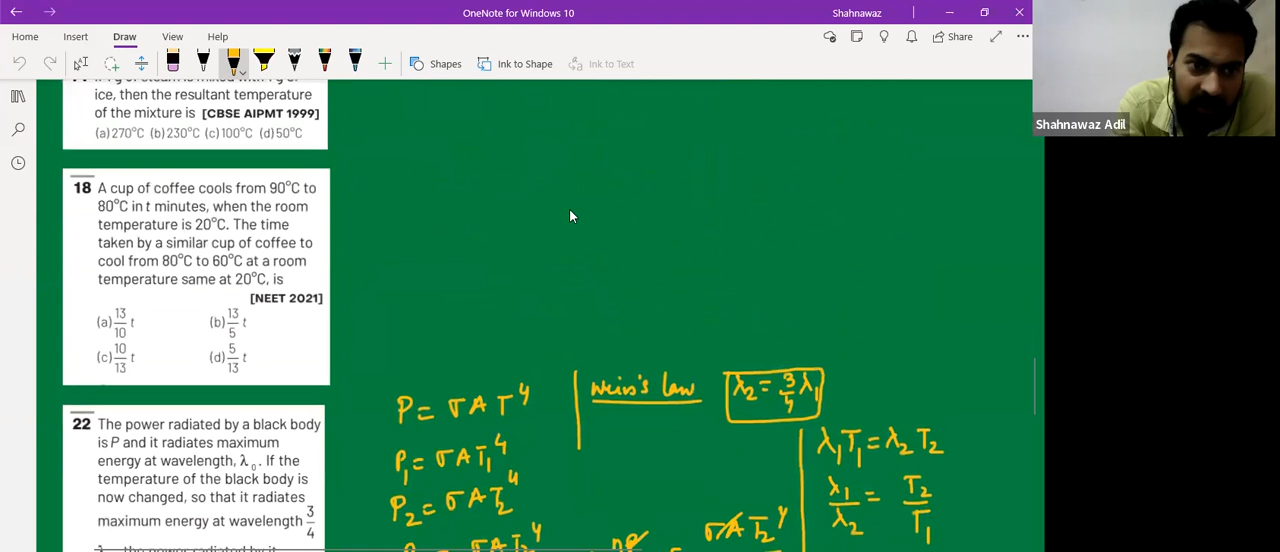 OneNote for Windows 10
Shahnawaz
Home Insert Draw View Help
Share
Shapes
Ink to Shape
Ink to Text
ice, then the resultant temperature
of the mixture is [CBSE AIPMT 1999]
(a) 270°C (b) 230°C (c) 100°C (d) 50°C
Shahnawaz Adil
18 A cup of coffee cools from 90°C to
80°C in t minutes, when the room
temperature is 20°C. The time
taken by a similar cup of coffee to
cool from 80°C to 60°C at a room
temperature same at 20°C, is
[NEET 2021]
(a) 13/10 t (b) 13/5 t
(c) 10/13 t (d) 5/13 t
22 The power radiated by a black body
is P and it radiates maximum
energy at wavelength, λ₀. If the
temperature of the black body is
now changed, so that it radiates
maximum energy at wavelength 3/4
the power radiated by it
P = σAT⁴
P₁ = σAT₁⁴
P₂ = σAT₂⁴
Wein's law
λ₂ = 3/4 λ₁
λ₁T₁ = λ₂T₂
λ₁/λ₂ = T₂/T₁
σAT₂⁴
σAT₂⁴